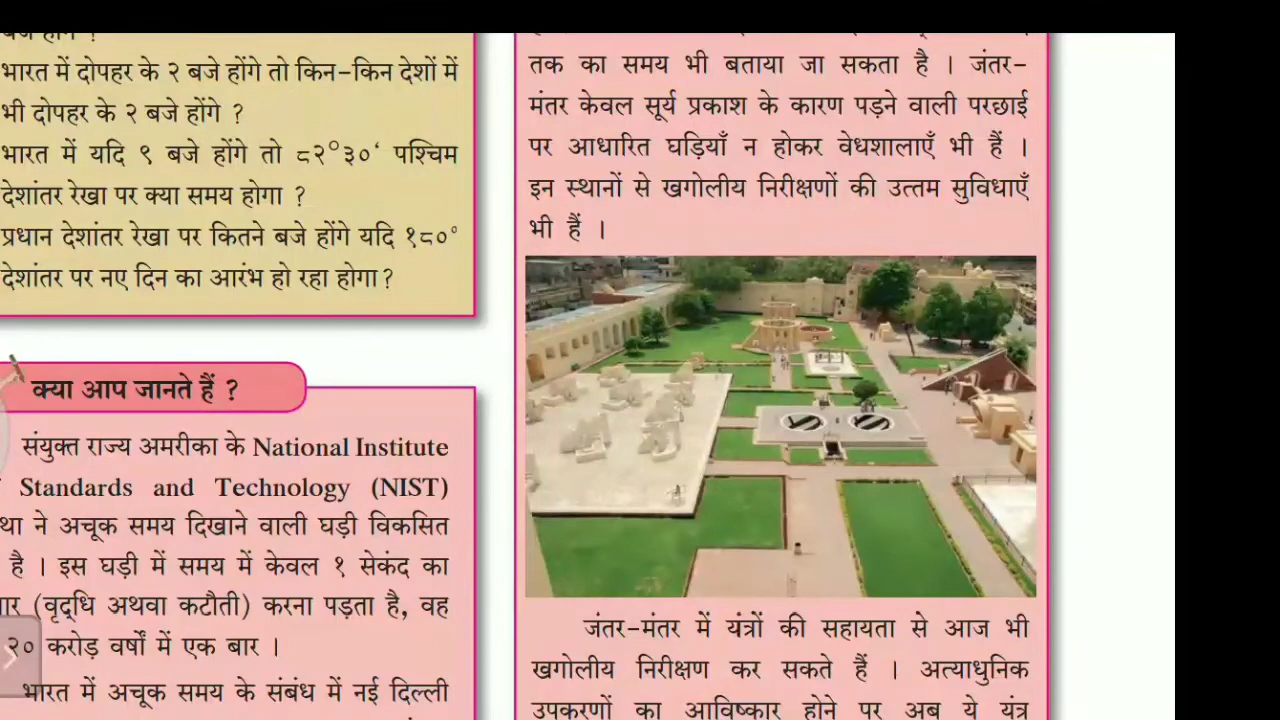 भारत में दोपहर के २ बजे होंगे तो किन-किन देशों में
भी दोपहर के २ बजे होंगे ?
भारत में यदि ९ बजे होंगे तो ८२°३०' पश्चिम
देशांतर रेखा पर क्या समय होगा ?
प्रधान देशांतर रेखा पर कितने बजे होंगे यदि १८०°
देशांतर पर नए दिन का आरंभ हो रहा होगा?
क्या आप जानते हैं ?
संयुक्त राज्य अमरीका के National Institute
Standards and Technology (NIST)
ने अचूक समय दिखाने वाली घड़ी विकसित
है । इस घड़ी में समय में केवल १ सेकंद का
(वृद्धि अथवा कटौती) करना पड़ता है, वह
२० करोड़ वर्षों में एक बार ।
भारत में अचूक समय के संबंध में नई दिल्ली
तक का समय भी बताया जा सकता है । जंतर-
मंतर केवल सूर्य प्रकाश के कारण पड़ने वाली परछाई
पर आधारित घड़ियाँ न होकर वेधशालाएँ भी हैं ।
इन स्थानों से खगोलीय निरीक्षणों की उत्तम सुविधाएँ
भी हैं ।
जंतर-मंतर में यंत्रों की सहायता से आज भी
खगोलीय निरीक्षण कर सकते हैं । अत्याधुनिक
उपकरणों का आविष्कार होने पर अब ये यंत्र